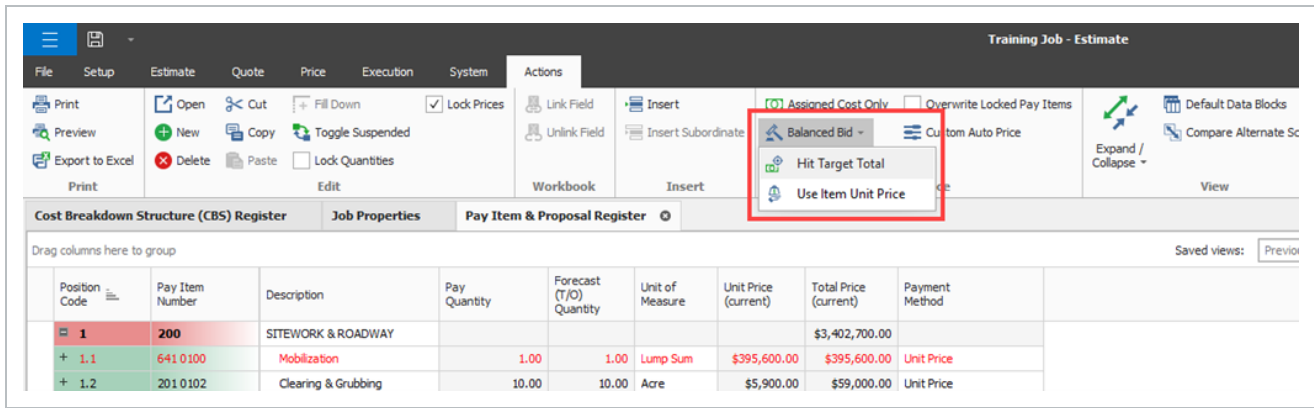 Training Job - Estimate
File Setup Estimate Quote Price Execution System Actions
Print Open Cut Fill Down Lock Prices Link Field Insert Assigned Cost Only Overwrite Locked Pay Items Default Data Blocks
Preview New Copy Toggle Suspended Unlink Field Insert Subordinate Balanced Bid Custom Auto Price Compare Alternate
Export to Excel Delete Paste Lock Quantities Hit Target Total Expand /
Collapse
Use Item Unit Price
Print Edit Workbook Insert View
Cost Breakdown Structure (CBS) Register Job Properties Pay Item & Proposal Register
Drag columns here to group Saved views:
Position Code Pay Item Number Description Pay Quantity Forecast (T/O) Quantity Unit of Measure Unit Price (current) Total Price (current) Payment Method
1 200 SITEWORK & ROADWAY $3,402,700.00
+ 1.1 641 0100 Mobilization 1.00 1.00 Lump Sum $395,600.00 $395,600.00 Unit Price
+ 1.2 201 0102 Clearing & Grubbing 10.00 10.00 Acre $5,900.00 $59,000.00 Unit Price